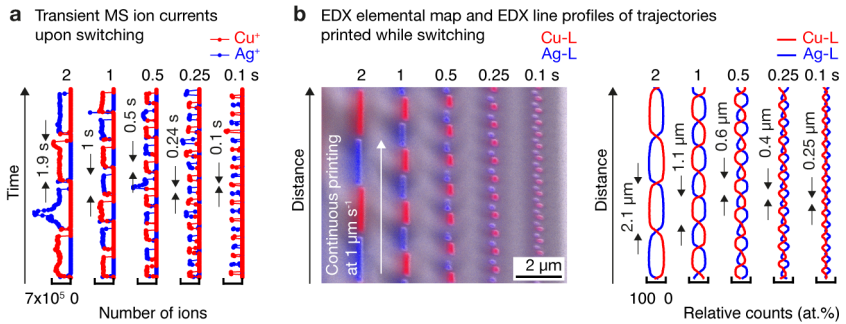 a Transient MS ion currents
upon switching
Cu⁺
Ag⁺
2 1 0.5 0.25 0.1 s
Time
1.9 s
1 s
0.5 s
0.24 s
0.1 s
7x10⁵ 0
Number of ions
b EDX elemental map and EDX line profiles of trajectories
printed while switching
Cu-L
Ag-L
2 1 0.5 0.25 0.1 s
Distance
Continuous printing
at 1 µm s⁻¹
2 µm
Cu-L
Ag-L
2 1 0.5 0.25 0.1 s
Distance
2.1 µm
1.1 µm
0.6 µm
0.4 µm
0.25 µm
100 0
Relative counts (at.%)